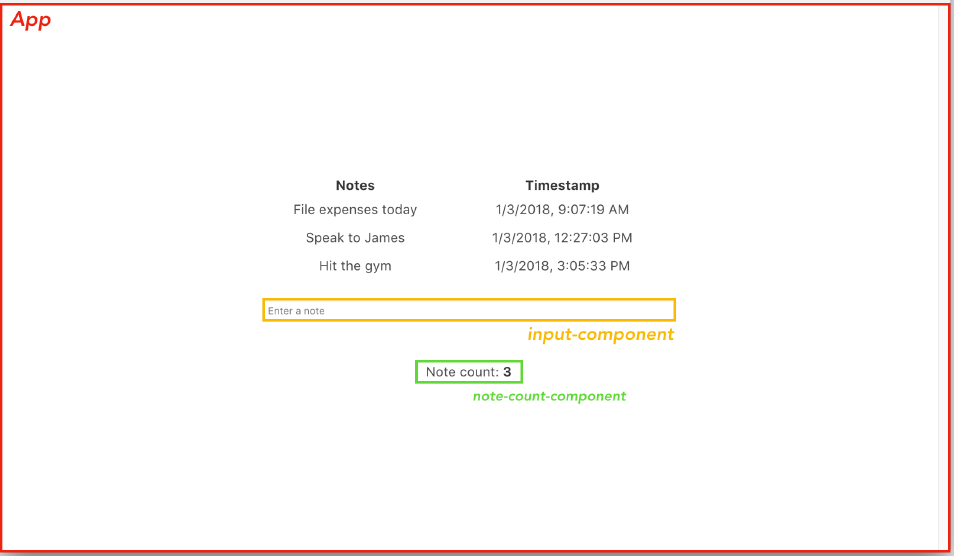 App
Notes Timestamp
File expenses today 1/3/2018, 9:07:19 AM
Speak to James 1/3/2018, 12:27:03 PM
Hit the gym 1/3/2018, 3:05:33 PM
Enter a note
input-component
Note count: 3
note-count-component